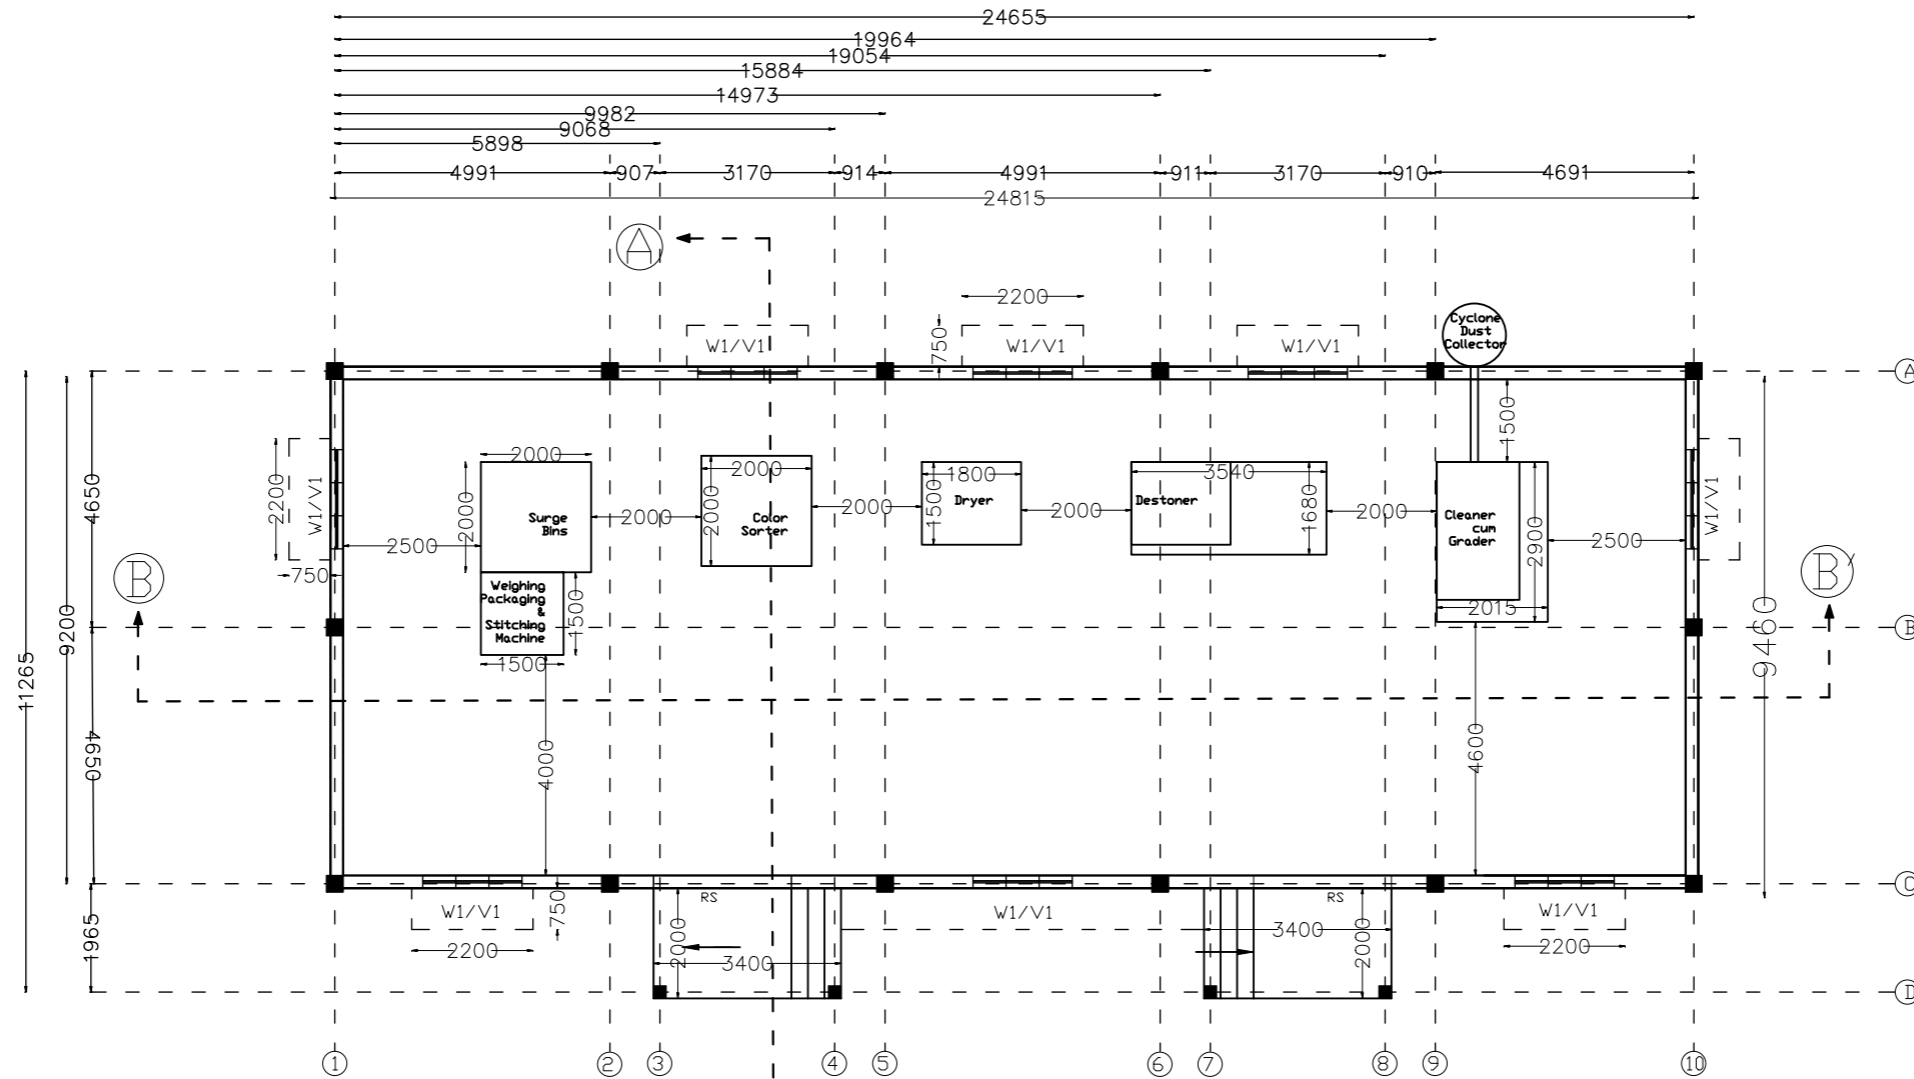 24655
19964
19054
15884
14973
9982
9068
5898
4991 907 3170 914 4991 911 3170 910 4691
24815
A
2200
750
W1/V1 W1/V1 W1/V1
Cyclone
Dust
Collector
A
1500
2000 2000 1800 3540
2200
W1/V1
750
2500
2000
Surge
Bins
2000
2000
Color
Sorter
2000
1500
Dryer
2000
Destoner
1680
2000
Cleaner
cum
Grader
2900
2015
2500
W1/V1
B
B'
Weighing
Packaging
&
Stitching
Machine
1500
1500
4650
9200
11265
4650
1965
B
9460
4000
4600
C
W1/V1
750
2200
RS
2000
3400
W1/V1
RS
3400
2000
W1/V1
2200
D
1 2 3 4 5 6 7 8 9 10